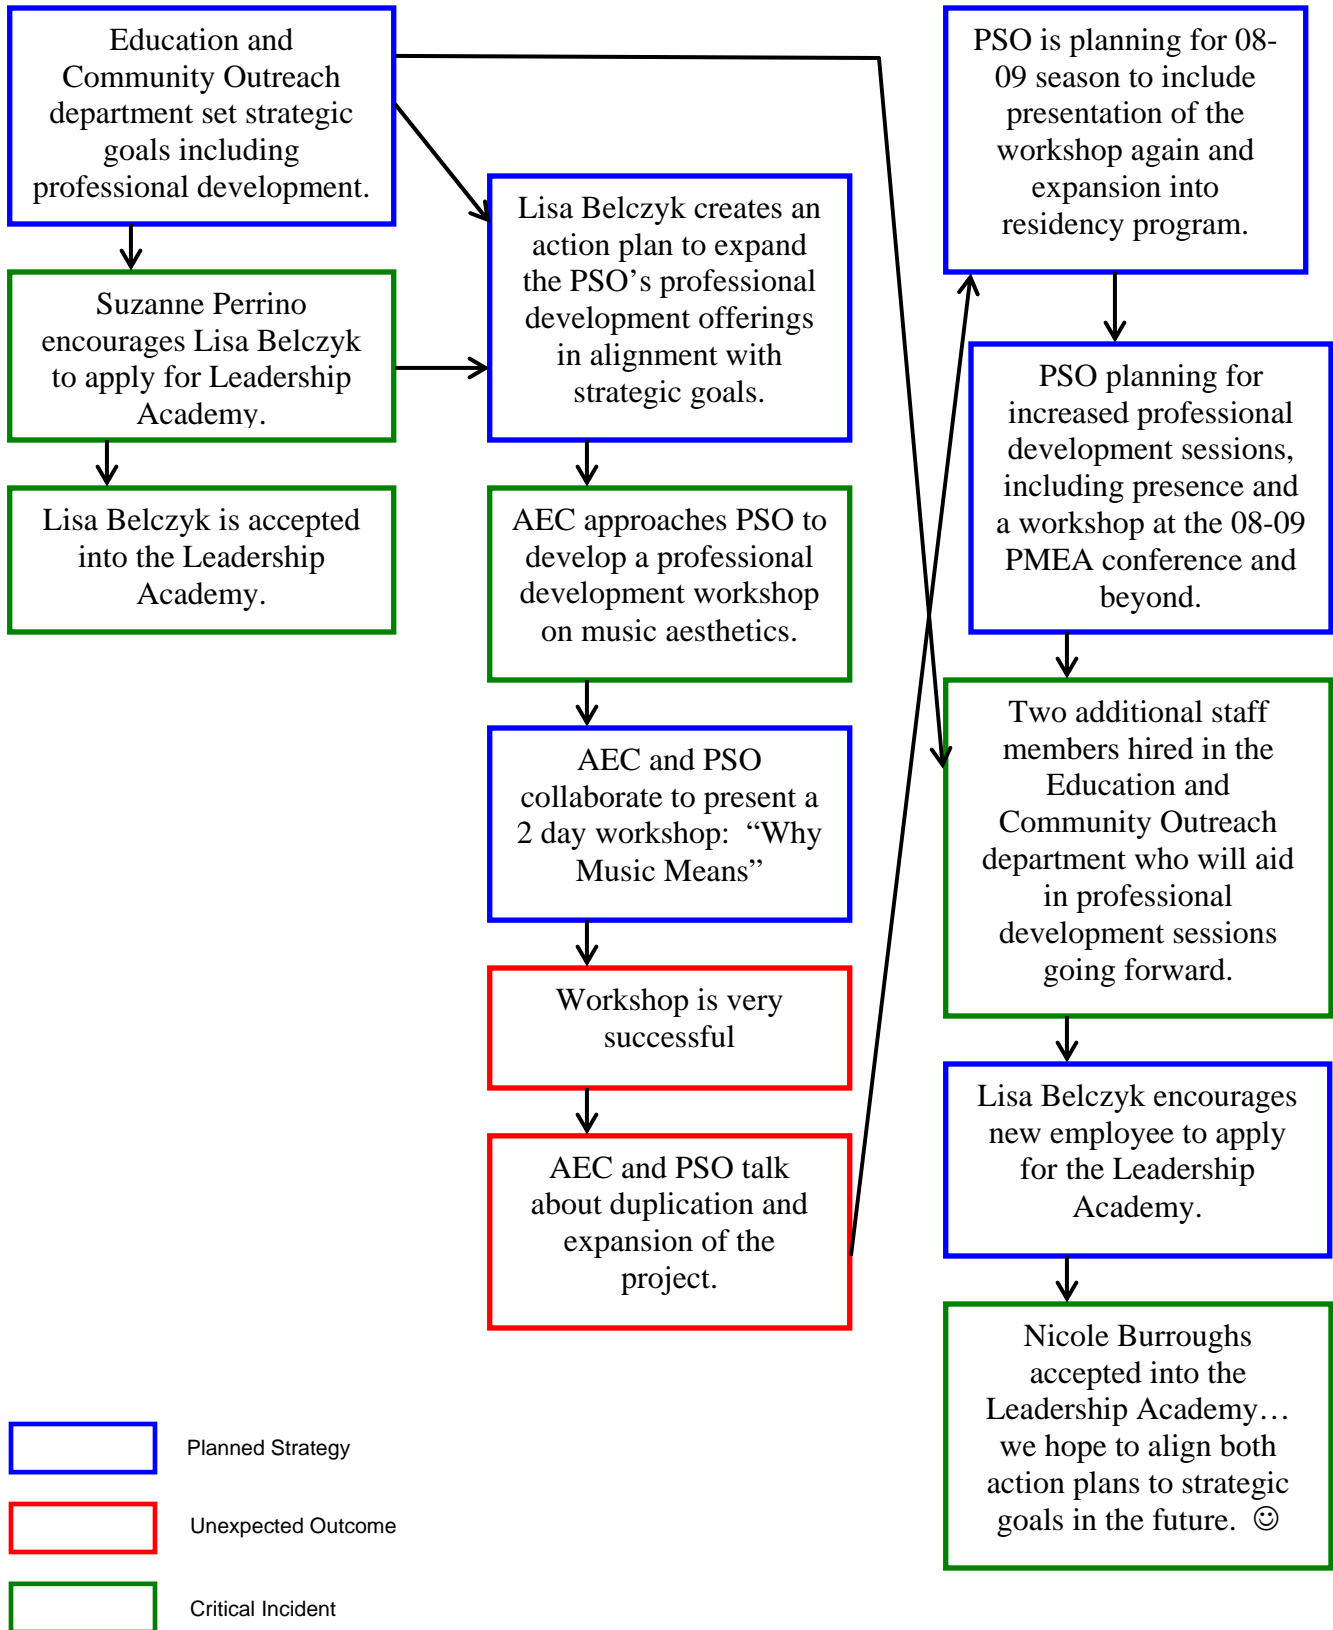 Education and
Community Outreach
department set strategic
goals including
professional development.
Suzanne Perrino
encourages Lisa Belczyk
to apply for Leadership
Academy.
Lisa Belczyk is accepted
into the Leadership
Academy.
Lisa Belczyk creates an
action plan to expand
the PSO’s professional
development offerings
in alignment with
strategic goals.
AEC approaches PSO to
develop a professional
development workshop
on music aesthetics.
AEC and PSO
collaborate to present a
2 day workshop:  “Why
Music Means”
Workshop is very
successful
AEC and PSO talk
about duplication and
expansion of the
project.
PSO is planning for 08-
09 season to include
presentation of the
workshop again and
expansion into
residency program.
PSO planning for
increased professional
development sessions,
including presence and
a workshop at the 08-09
PMEA conference and
beyond.
Two additional staff
members hired in the
Education and
Community Outreach
department who will aid
in professional
development sessions
going forward.
Lisa Belczyk encourages
new employee to apply
for the Leadership
Academy.
Nicole Burroughs
accepted into the
Leadership Academy…
we hope to align both
action plans to strategic
goals in the future.  ☺
Planned Strategy
Unexpected Outcome
Critical Incident